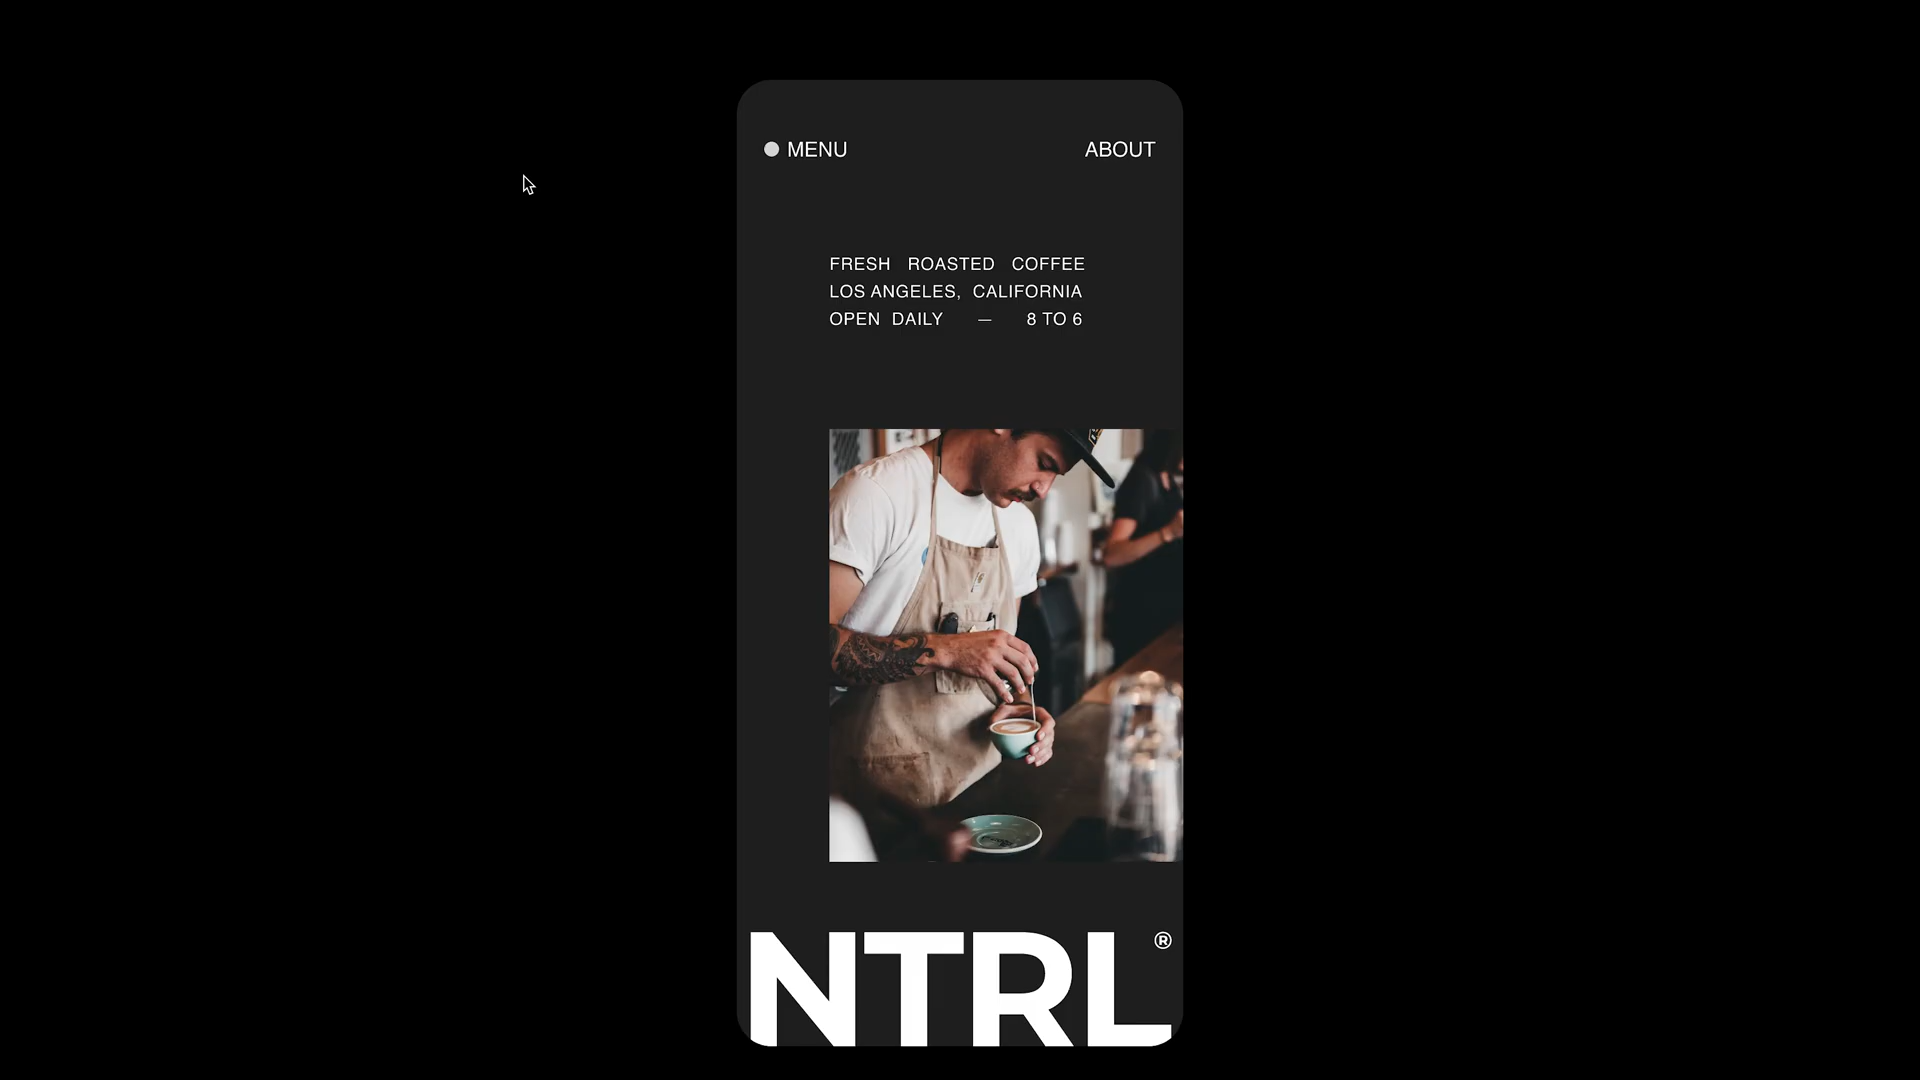 MENU
ABOUT
FRESH ROASTED COFFEE
LOS ANGELES, CALIFORNIA
OPEN DAILY — 8 TO 6
NTRL®